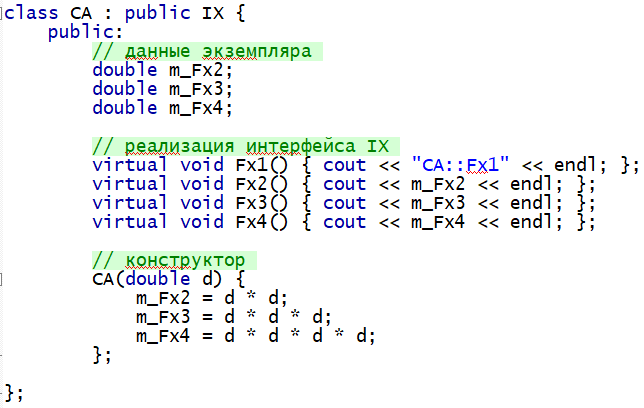 class CA : public IX {
public:
// данные экземпляра
double m_Fx2;
double m_Fx3;
double m_Fx4;
// реализация интерфейса IX
virtual void Fx1() { cout << "CA::Fx1" << endl; };
virtual void Fx2() { cout << m_Fx2 << endl; };
virtual void Fx3() { cout << m_Fx3 << endl; };
virtual void Fx4() { cout << m_Fx4 << endl; };
// конструктор
CA(double d) {
m_Fx2 = d * d;
m_Fx3 = d * d * d;
m_Fx4 = d * d * d * d;
};
};